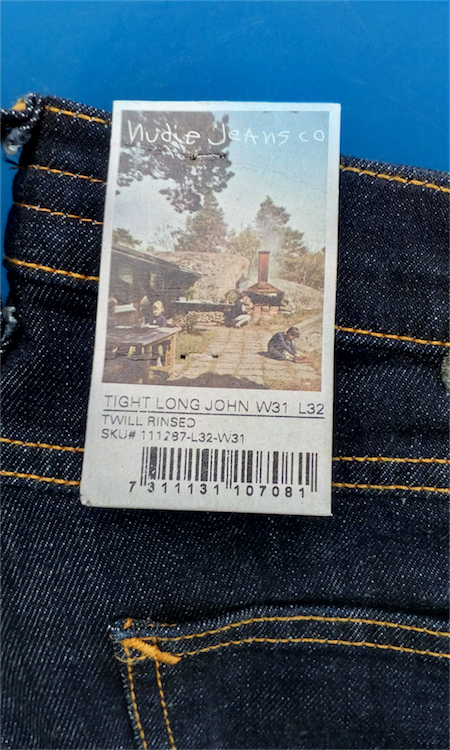 nudie Jeans co
TIGHT LONG JOHN W31 L32
TWILL RINSED
SKU# 111287-L32-W31
7 311131 107081